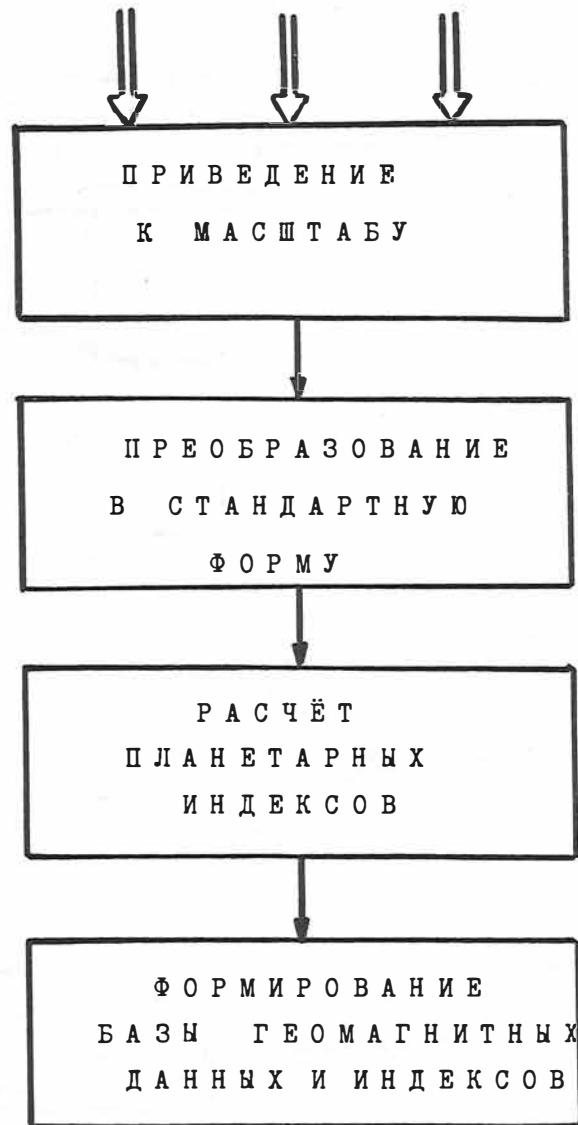 ПРИВЕДЕНИЕ
К МАСШТАБУ
ПРЕОБРАЗОВАНИЕ
В СТАНДАРТНУЮ
ФОРМУ
РАСЧЁТ
ПЛАНЕТАРНЫХ
ИНДЕКСОВ
ФОРМИРОВАНИЕ
БАЗЫ ГЕОМАГНИТНЫХ
ДАННЫХ И ИНДЕКСОВ